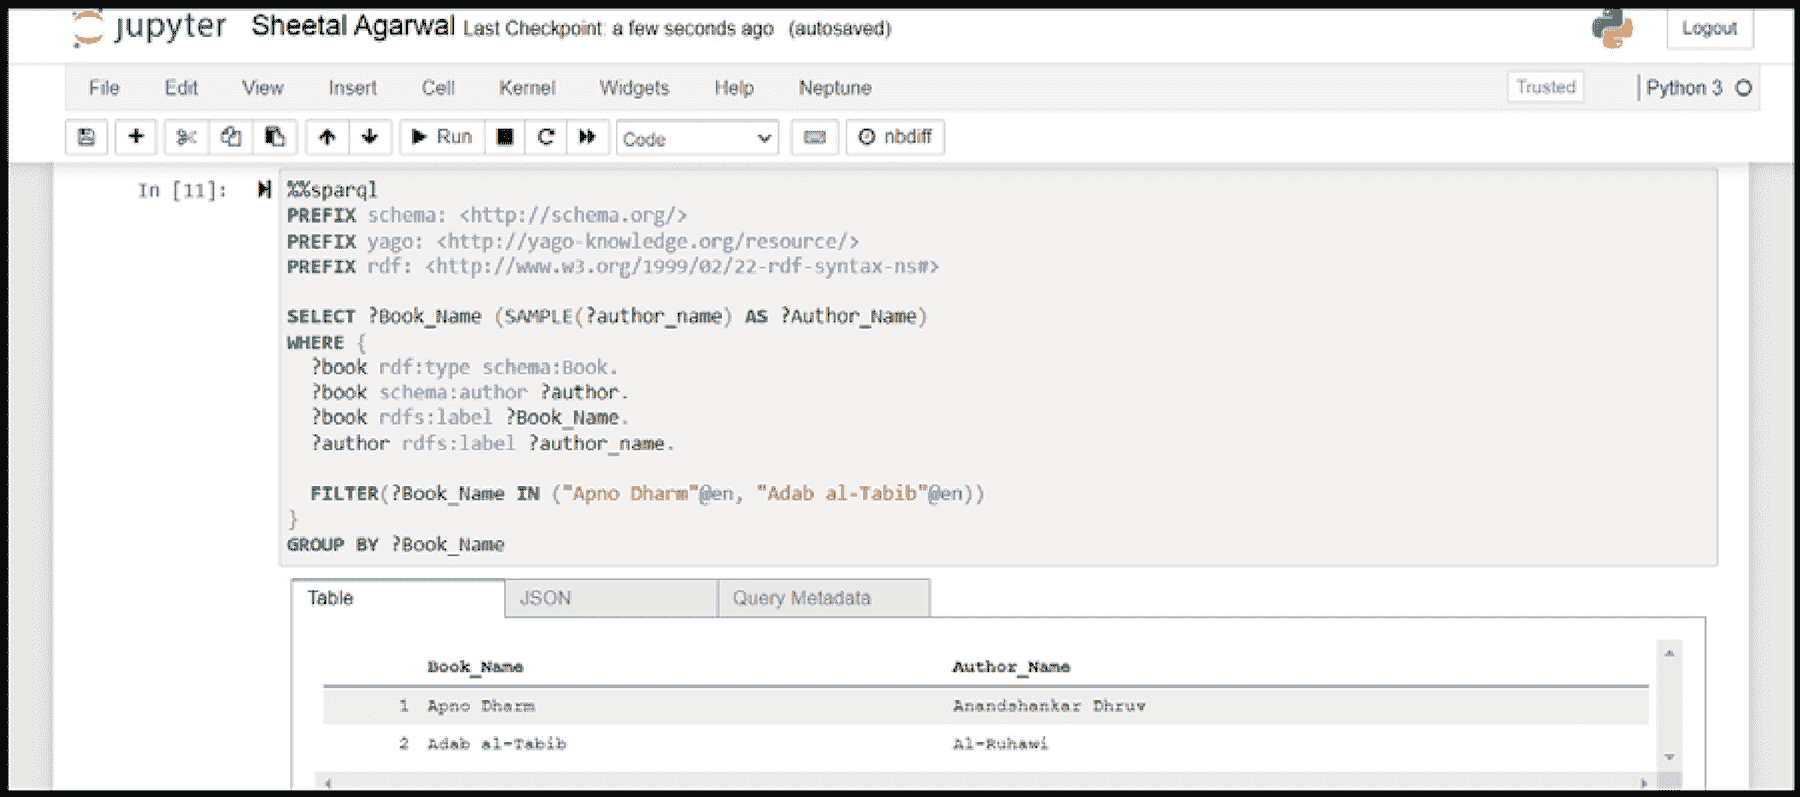 jupyter Sheetal Agarwal Last Checkpoint: a few seconds ago (autosaved) Logout
File Edit View Insert Cell Kernel Widgets Help Neptune Trusted Python 3
Run Code nbdiff
In [11]: %%sparql
PREFIX schema: <http://schema.org/>
PREFIX yago: <http://yago-knowledge.org/resource/>
PREFIX rdf: <http://www.w3.org/1999/02/22-rdf-syntax-ns#>
SELECT ?Book_Name (SAMPLE(?author_name) AS ?Author_Name)
WHERE {
?book rdf:type schema:Book.
?book schema:author ?author.
?book rdfs:label ?Book_Name.
?author rdfs:label ?author_name.
FILTER(?Book_Name IN ("Apno Dharm"@en, "Adab al-Tabib"@en))
}
GROUP BY ?Book_Name
Table JSON Query Metadata
Book_Name Author_Name
1 Apno Dharm Anandshankar Dhruv
2 Adab al-Tabib Al-Ruhawi